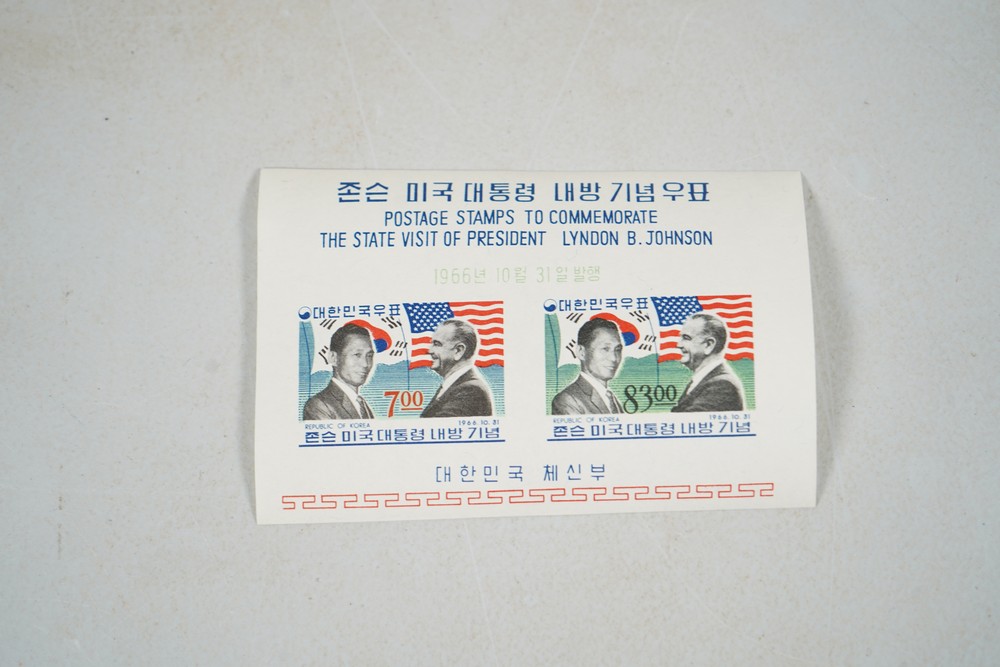 존슨 미국 대통령 내방 기념 우표
POSTAGE STAMPS TO COMMEMORATE
THE STATE VISIT OF PRESIDENT LYNDON B. JOHNSON
1966년 10월 31일 발행
대한민국우표
7.00
REPUBLIC OF KOREA 1966. 10. 31
존슨 미국 대통령 내방 기념
대한민국우표
83.00
REPUBLIC OF KOREA 1966. 10. 31
존슨 미국 대통령 내방 기념
대한민국 체신부